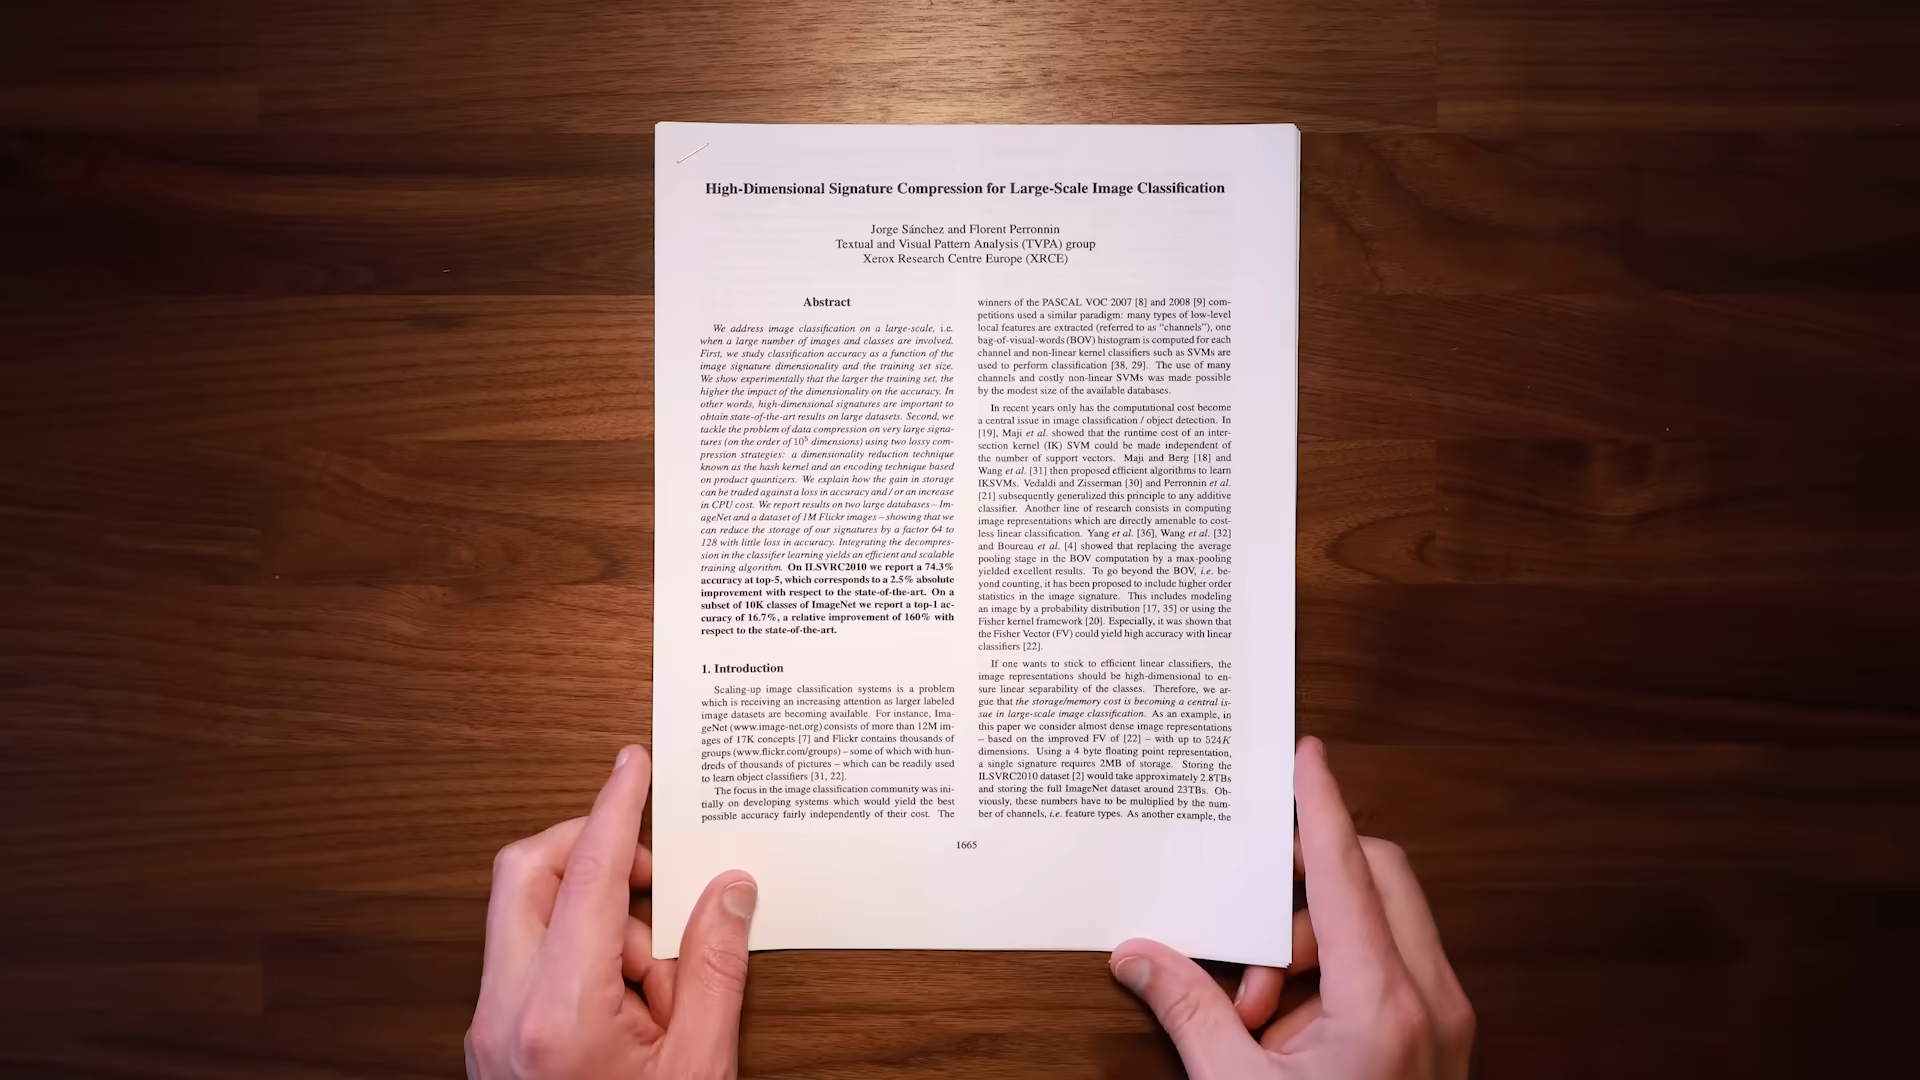 High-Dimensional Signature Compression for Large-Scale Image Classification
Jorge Sánchez and Florent Perronnin
Textual and Visual Pattern Analysis (TVPA) group
Xerox Research Centre Europe (XRCE)
Abstract
We address image classification on a large-scale, i.e.
when a large number of images and classes are involved.
First, we study classification accuracy as a function of the
image signature dimensionality and the training set size.
We show experimentally that the larger the training set, the
higher the impact of the dimensionality on the accuracy. In
other words, high-dimensional signatures are important to
obtain state-of-the-art results on large datasets. Second, we
tackle the problem of data compression on very large signa-
tures (on the order of 10⁵ dimensions) using two lossy com-
pression strategies: a dimensionality reduction technique
known as the hash kernel and an encoding technique based
on product quantizers. We explain how the gain in storage
can be traded against a loss in accuracy and / or an increase
in CPU cost. We report results on two large databases – Im-
ageNet and a dataset of 1M Flickr images – showing that we
can reduce the storage of our signatures by a factor 64 to
128 with little loss in accuracy. Integrating the decompres-
sion in the classifier learning yields an efficient and scalable
training algorithm. On ILSVRC2010 we report a 74.3%
accuracy at top-5, which corresponds to a 2.5% absolute
improvement with respect to the state-of-the-art. On a
subset of 10K classes of ImageNet we report a top-1 ac-
curacy of 16.7%, a relative improvement of 160% with
respect to the state-of-the-art.
1. Introduction
Scaling-up image classification systems is a problem
which is receiving an increasing attention as larger labeled
image datasets are becoming available. For instance, Ima-
geNet (www.image-net.org) consists of more than 12M im-
ages of 17K concepts [7] and Flickr contains thousands of
groups (www.flickr.com/groups) – some of which with hun-
dreds of thousands of pictures – which can be readily used
to learn object classifiers [31, 22].
The focus in the image classification community was ini-
tially on developing systems which would yield the best
possible accuracy fairly independently of their cost. The
winners of the PASCAL VOC 2007 [8] and 2008 [9] com-
petitions used a similar paradigm: many types of low-level
local features are extracted (referred to as “channels”), one
bag-of-visual-words (BOV) histogram is computed for each
channel and non-linear kernel classifiers such as SVMs are
used to perform classification [38, 29]. The use of many
channels and costly non-linear SVMs was made possible
by the modest size of the available databases.
In recent years only has the computational cost become
a central issue in image classification / object detection. In
[19], Maji et al. showed that the runtime cost of an inter-
section kernel (IK) SVM could be made independent of
the number of support vectors. Maji and Berg [18] and
Wang et al. [31] then proposed efficient algorithms to learn
IKSVMs. Vedaldi and Zisserman [30] and Perronnin et al.
[21] subsequently generalized this principle to any additive
classifier. Another line of research consists in computing
image representations which are directly amenable to cost-
less linear classification. Yang et al. [36], Wang et al. [32]
and Boureau et al. [4] showed that replacing the average
pooling stage in the BOV computation by a max-pooling
yielded excellent results. To go beyond the BOV, i.e. be-
yond counting, it has been proposed to include higher order
statistics in the image signature. This includes modeling
an image by a probability distribution [17, 35] or using the
Fisher kernel framework [20]. Especially, it was shown that
the Fisher Vector (FV) could yield high accuracy with linear
classifiers [22].
If one wants to stick to efficient linear classifiers, the
image representations should be high-dimensional to en-
sure linear separability of the classes. Therefore, we ar-
gue that the storage/memory cost is becoming a central is-
sue in large-scale image classification. As an example, in
this paper we consider almost dense image representations
– based on the improved FV of [22] – with up to 524K
dimensions. Using a 4 byte floating point representation,
a single signature requires 2MB of storage. Storing the
ILSVRC2010 dataset [2] would take approximately 2.8TBs
and storing the full ImageNet dataset around 23TBs. Ob-
viously, these numbers have to be multiplied by the num-
ber of channels, i.e. feature types. As another example, the
1665